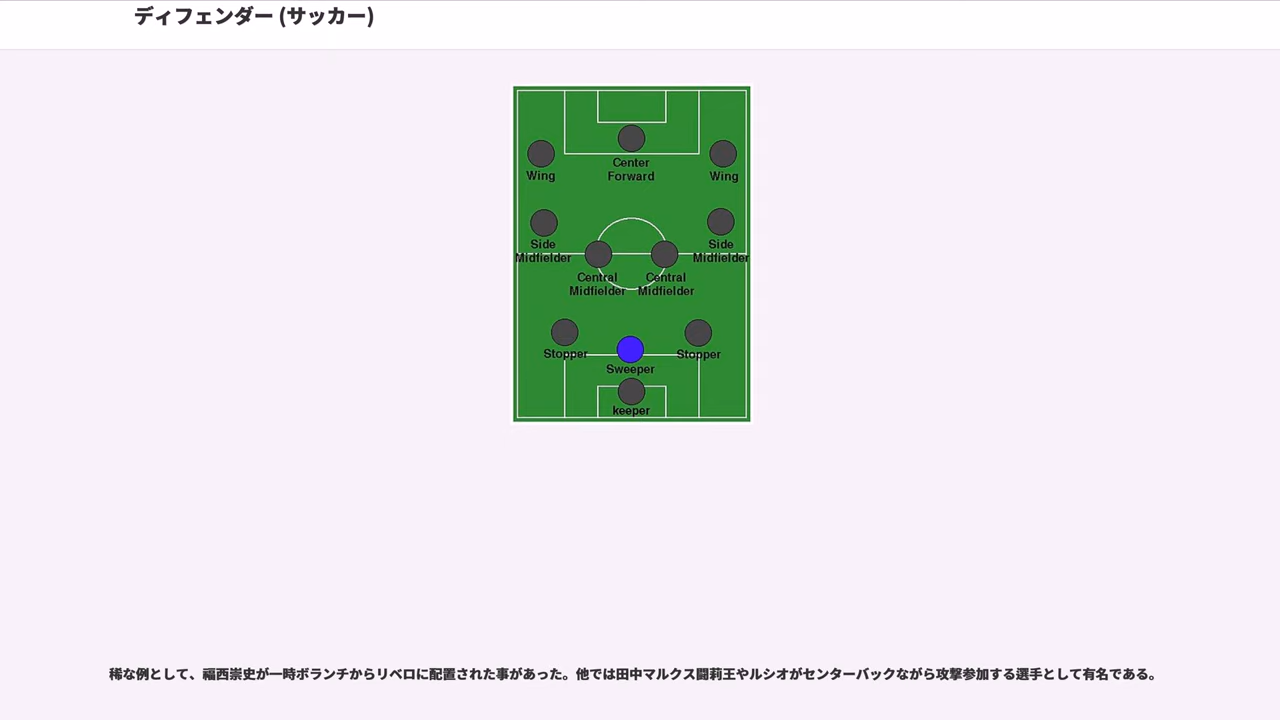 ディフェンダー (サッカー)
Center
Forward
Wing
Wing
Side
Midfielder
Side
Midfielder
Central
Midfielder
Central
Midfielder
Stopper
Stopper
Sweeper
keeper
稀な例として、福西崇史が一時ボランチからリベロに配置された事があった。他では田中マルクス闘莉王やルシオがセンターバックながら攻撃参加する選手として有名である。